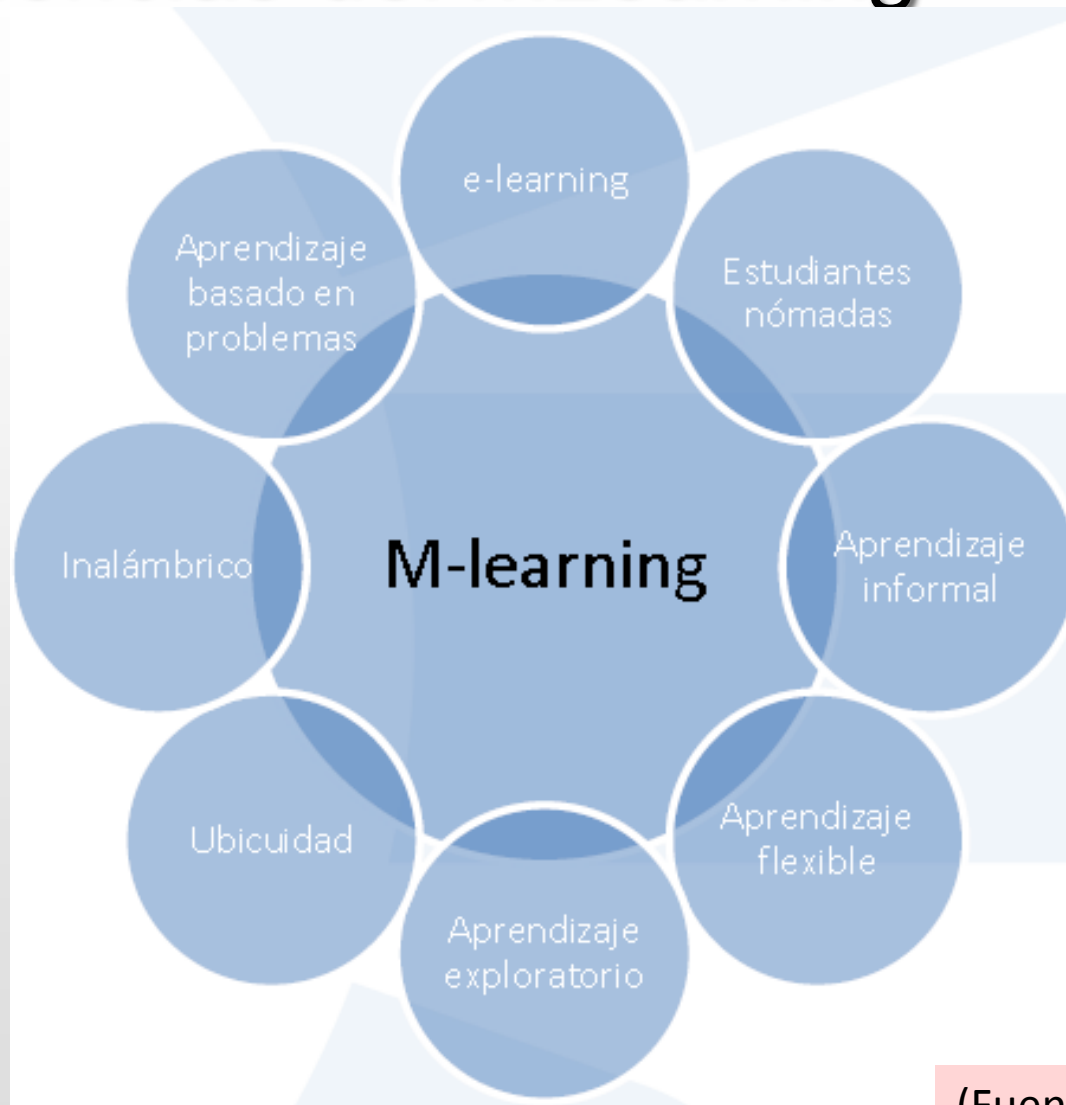 e-learning
Estudiantes
nómadas
Aprendizaje
informal
Aprendizaje
flexible
Aprendizaje
exploratorio
Ubicuidad
Inalámbrico
Aprendizaje
basado en
problemas
M-learning